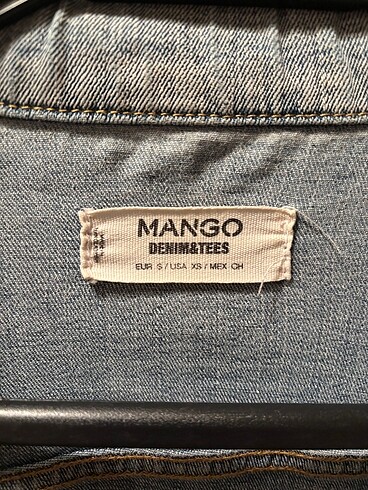 MANGO
DENIM&TEES
EUR S / USA XS / MEX CH